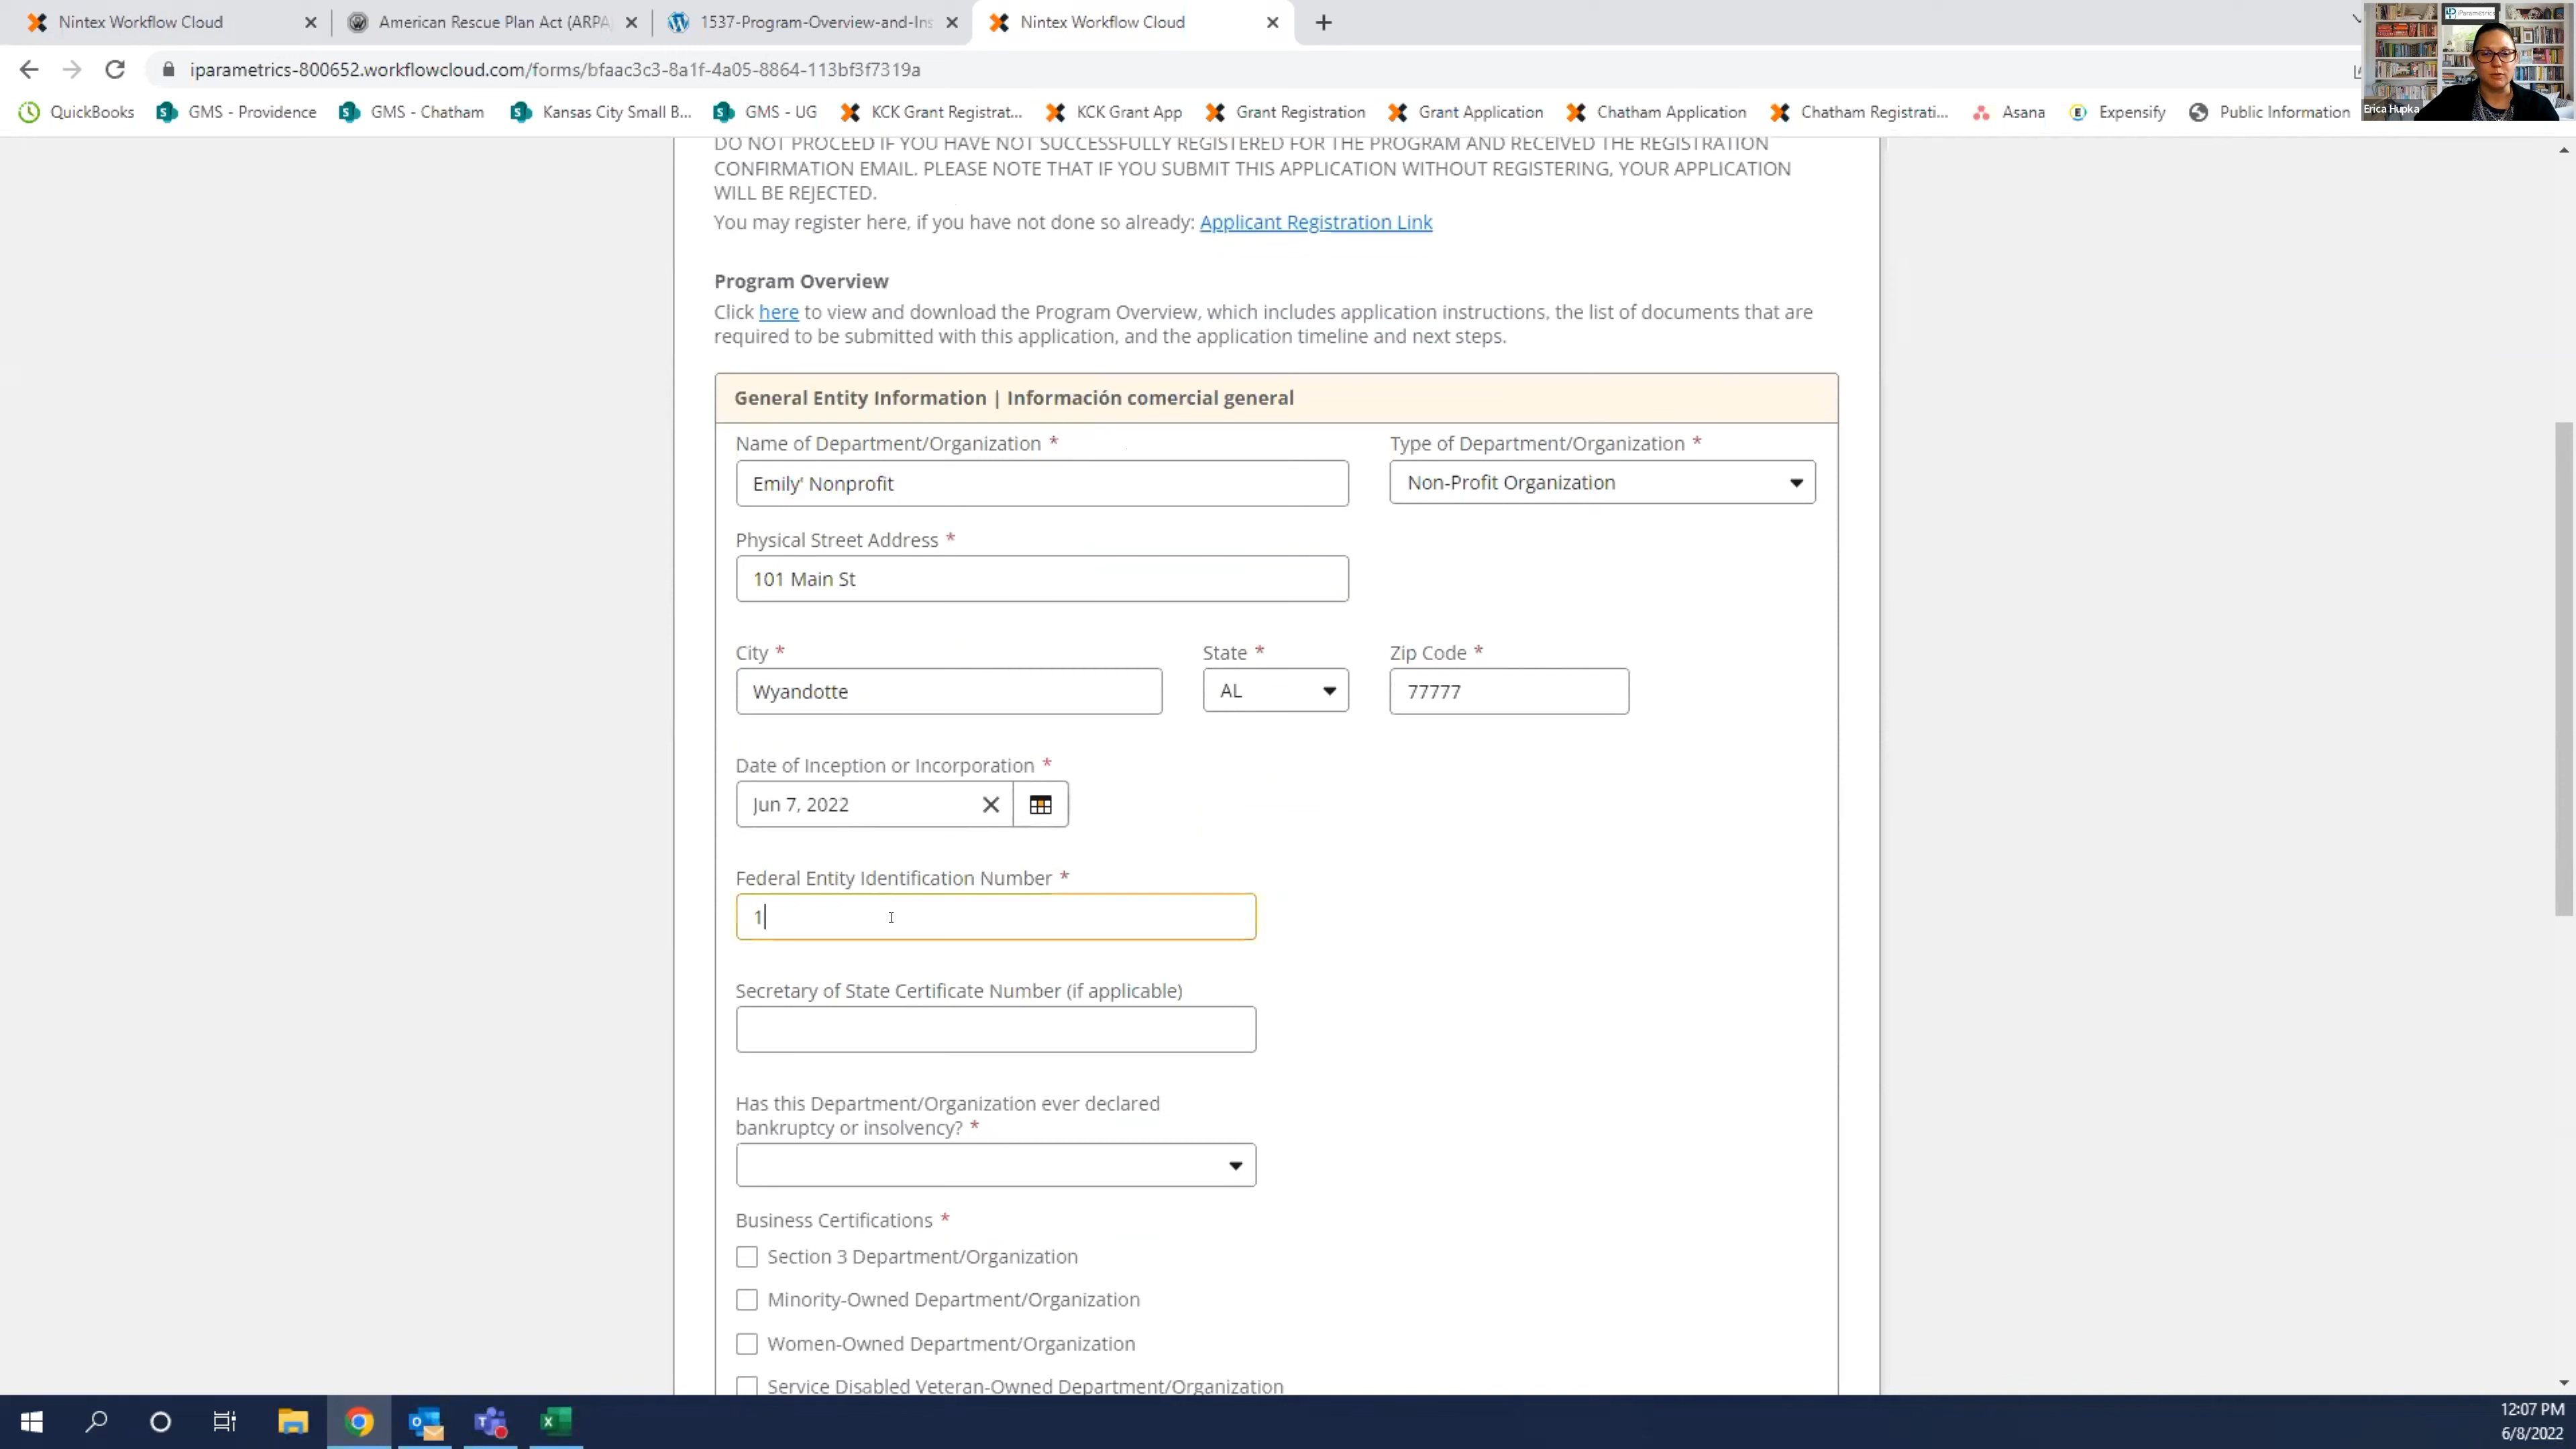 Nintex Workflow Cloud
American Rescue Plan Act (ARPA
1537-Program-Overview-and-Ins
Nintex Workflow Cloud
iparametrics-800652.workflowcloud.com/forms/bfaac3c3-8a1f-4a05-8864-113bf3f7319a
QuickBooks
GMS - Providence
GMS - Chatham
Kansas City Small B...
GMS - UG
KCK Grant Registrat...
KCK Grant App
Grant Registration
Grant Application
Chatham Application
Chatham Registrati...
Asana
Expensify
Public Information
iParametrics
Erica Hupka
DO NOT PROCEED IF YOU HAVE NOT SUCCESSFULLY REGISTERED FOR THE PROGRAM AND RECEIVED THE REGISTRATION
CONFIRMATION EMAIL. PLEASE NOTE THAT IF YOU SUBMIT THIS APPLICATION WITHOUT REGISTERING, YOUR APPLICATION
WILL BE REJECTED.
You may register here, if you have not done so already: Applicant Registration Link
Program Overview
Click here to view and download the Program Overview, which includes application instructions, the list of documents that are
required to be submitted with this application, and the application timeline and next steps.
General Entity Information | Información comercial general
Name of Department/Organization *
Type of Department/Organization *
Emily' Nonprofit
Non-Profit Organization
Physical Street Address *
101 Main St
City *
State *
Zip Code *
Wyandotte
AL
77777
Date of Inception or Incorporation *
Jun 7, 2022
Federal Entity Identification Number *
1
Secretary of State Certificate Number (if applicable)
Has this Department/Organization ever declared
bankruptcy or insolvency? *
Business Certifications *
Section 3 Department/Organization
Minority-Owned Department/Organization
Women-Owned Department/Organization
Service Disabled Veteran-Owned Department/Organization
12:07 PM
6/8/2022